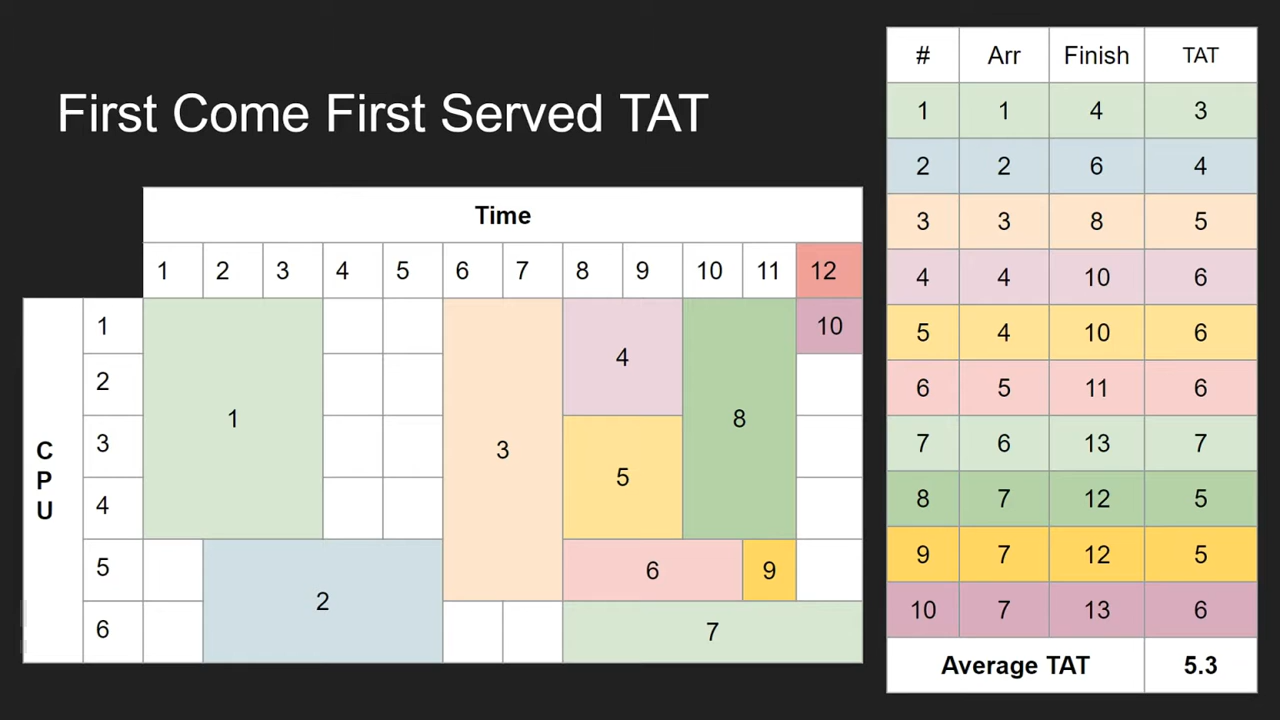 First Come First Served TAT
Time
1 2 3 4 5 6 7 8 9 10 11 12
CPU
1
2
3
4
5
6
1
2
3
4
5
6
7
8
9
10
# Arr Finish TAT
1 1 4 3
2 2 6 4
3 3 8 5
4 4 10 6
5 4 10 6
6 5 11 6
7 6 13 7
8 7 12 5
9 7 12 5
10 7 13 6
Average TAT 5.3